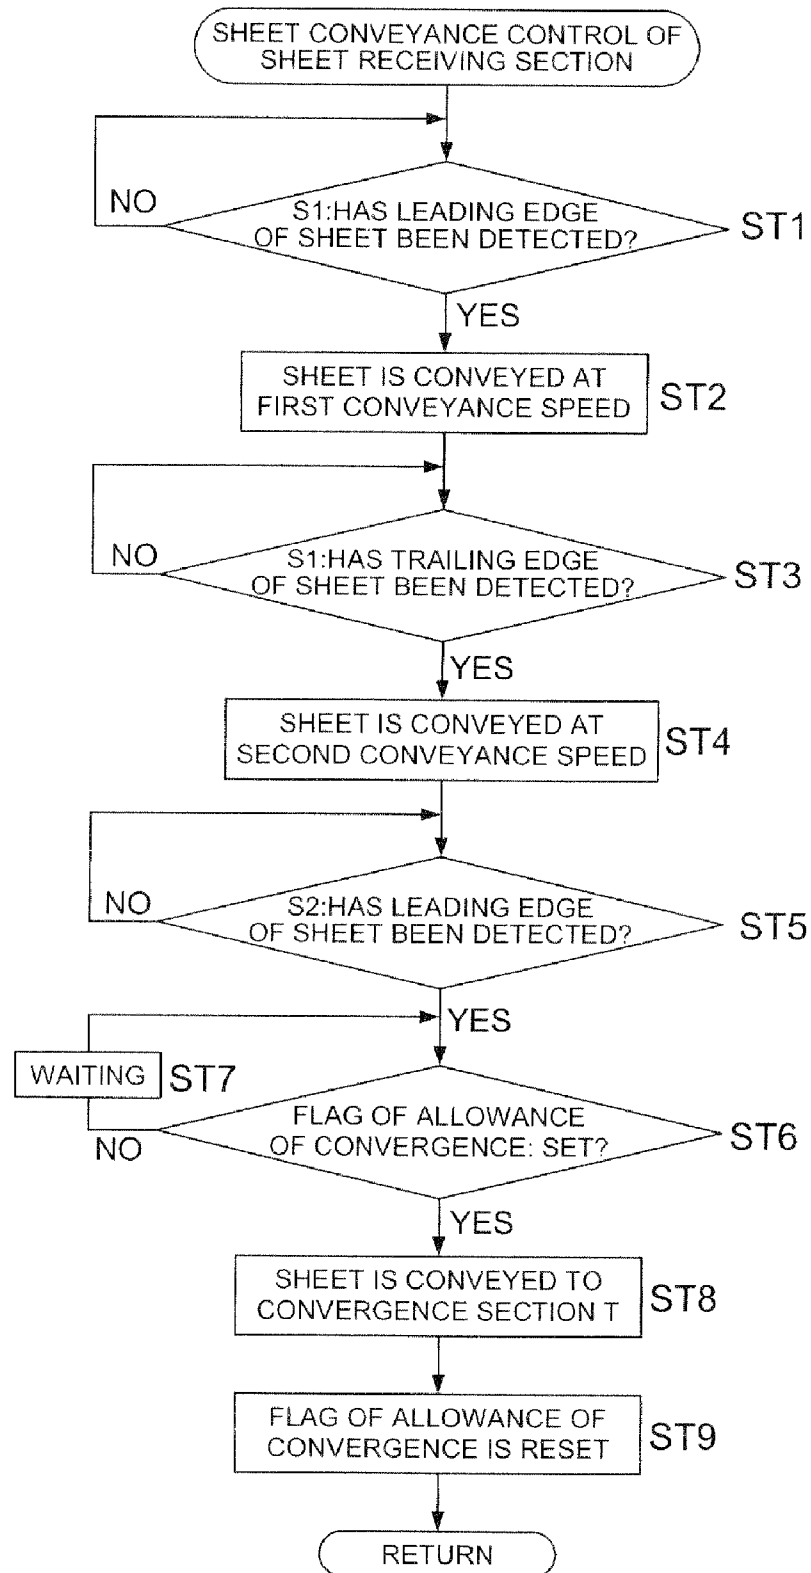 SHEET CONVEYANCE CONTROL OF
SHEET RECEIVING SECTION
NO
S1:HAS LEADING EDGE
OF SHEET BEEN DETECTED?
ST1
YES
SHEET IS CONVEYED AT
FIRST CONVEYANCE SPEED
ST2
NO
S1:HAS TRAILING EDGE
OF SHEET BEEN DETECTED?
ST3
YES
SHEET IS CONVEYED AT
SECOND CONVEYANCE SPEED
ST4
NO
S2:HAS LEADING EDGE
OF SHEET BEEN DETECTED?
ST5
YES
WAITING
ST7
NO
FLAG OF ALLOWANCE
OF CONVERGENCE: SET?
ST6
YES
SHEET IS CONVEYED TO
CONVERGENCE SECTION T
ST8
FLAG OF ALLOWANCE OF
CONVERGENCE IS RESET
ST9
RETURN